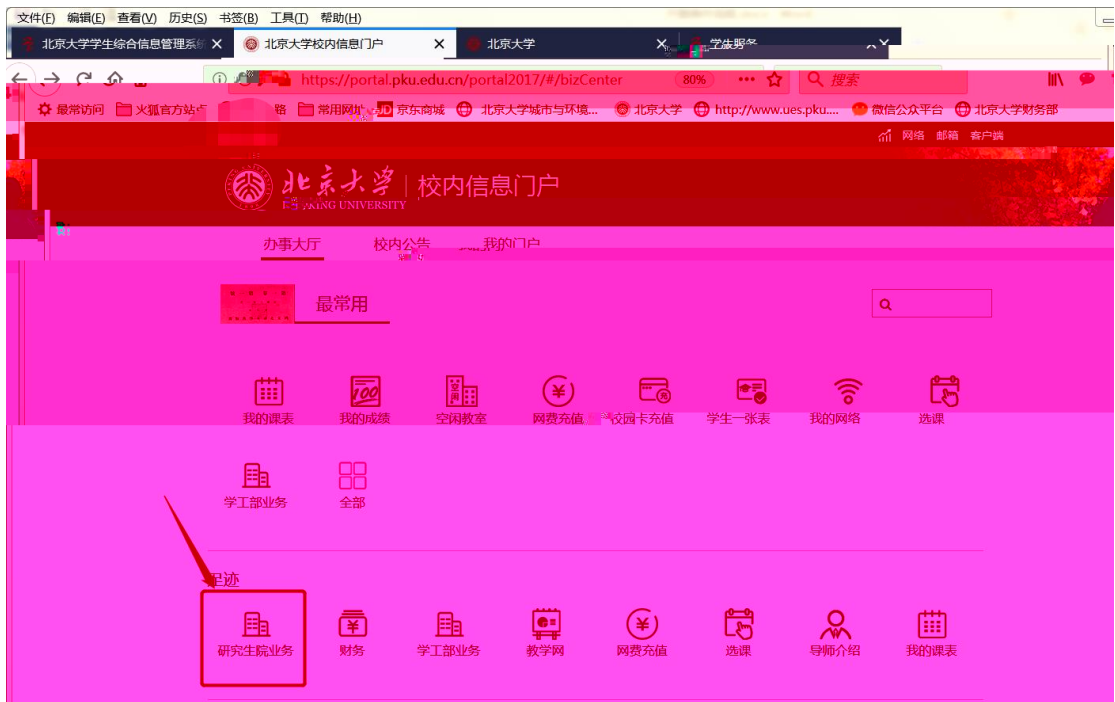 文件(F) 编辑(E) 查看(V) 历史(S) 书签(B) 工具(T) 帮助(H)
北京大学学生综合信息管理系统 北京大学校内信息门户 北京大学
https://portal.pku.edu.cn/portal2017/#/bizCenter 80% 搜索
最常访问 火狐官方站点 常用网址 JD 京东商城 北京大学城市与环境... 北京大学 http://www.ues.pku.... 微信公众平台 北京大学财务部
网络 邮箱 客户端
北京大学 校内信息门户
PEKING UNIVERSITY
办事大厅 校内公告 我的门户
最常用
我的课表 我的成绩 空闲教室 网费充值 校园卡充值 学生一张表 我的网络 选课
学工部业务 全部
足迹
研究生院业务 财务 学工部业务 教学网 网费充值 选课 导师介绍 我的课表